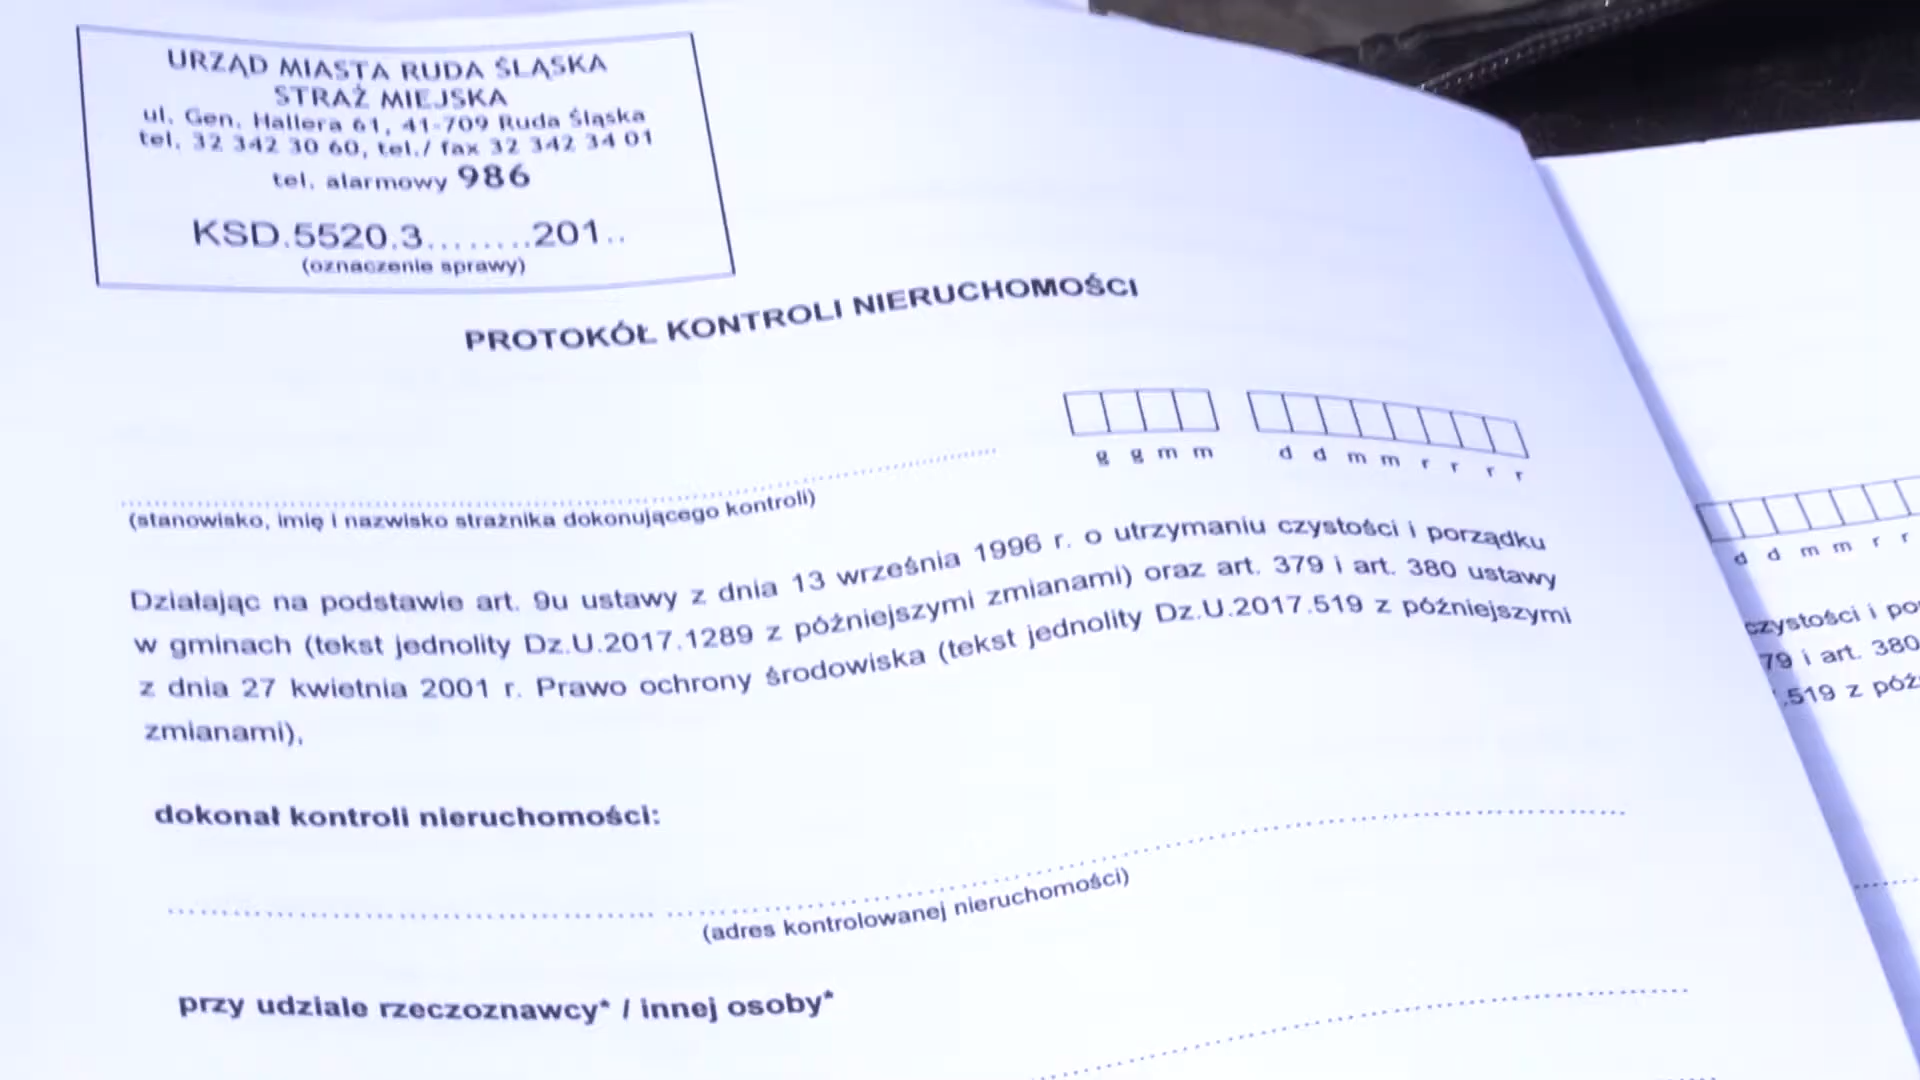 URZĄD MIASTA RUDA ŚLĄSKA
STRAŻ MIEJSKA
ul. Gen. Hallera 61, 41-709 Ruda Śląska
tel. 32 342 30 60, tel./ fax 32 342 34 01
tel. alarmowy 986
KSD.5520.3........201..
(oznaczenie sprawy)
PROTOKÓŁ KONTROLI NIERUCHOMOŚCI
g g m m d d m m r r r r
(stanowisko, imię i nazwisko strażnika dokonującego kontroli)
Działając na podstawie art. 9u ustawy z dnia 13 września 1996 r. o utrzymaniu czystości i porządku
w gminach (tekst jednolity Dz.U.2017.1289 z późniejszymi zmianami) oraz art. 379 i art. 380 ustawy
z dnia 27 kwietnia 2001 r. Prawo ochrony środowiska (tekst jednolity Dz.U.2017.519 z późniejszymi
zmianami),
dokonał kontroli nieruchomości:
(adres kontrolowanej nieruchomości)
przy udziale rzeczoznawcy* / innej osoby*
d d m m r r
czystości i po
79 i art. 380
.519 z póź